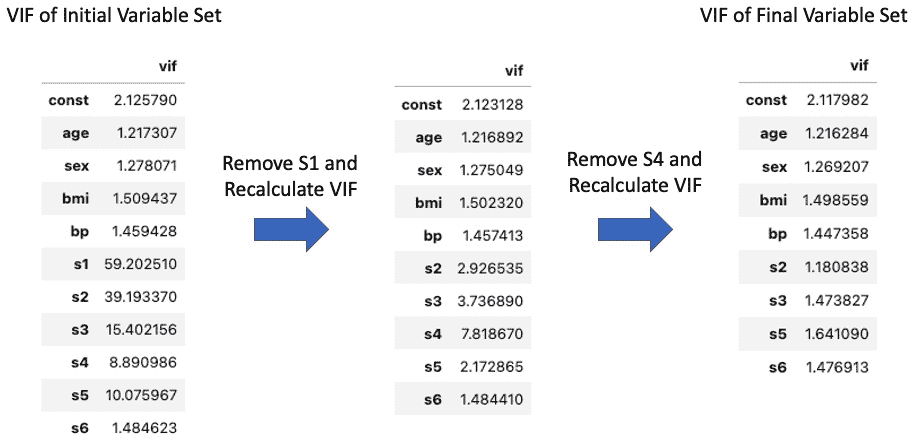 VIF of Initial Variable Set
vif
const 2.125790
age 1.217307
sex 1.278071
bmi 1.509437
bp 1.459428
s1 59.202510
s2 39.193370
s3 15.402156
s4 8.890986
s5 10.075967
s6 1.484623
Remove S1 and
Recalculate VIF
vif
const 2.123128
age 1.216892
sex 1.275049
bmi 1.502320
bp 1.457413
s2 2.926535
s3 3.736890
s4 7.818670
s5 2.172865
s6 1.484410
Remove S4 and
Recalculate VIF
VIF of Final Variable Set
vif
const 2.117982
age 1.216284
sex 1.269207
bmi 1.498559
bp 1.447358
s2 1.180838
s3 1.473827
s5 1.641090
s6 1.476913